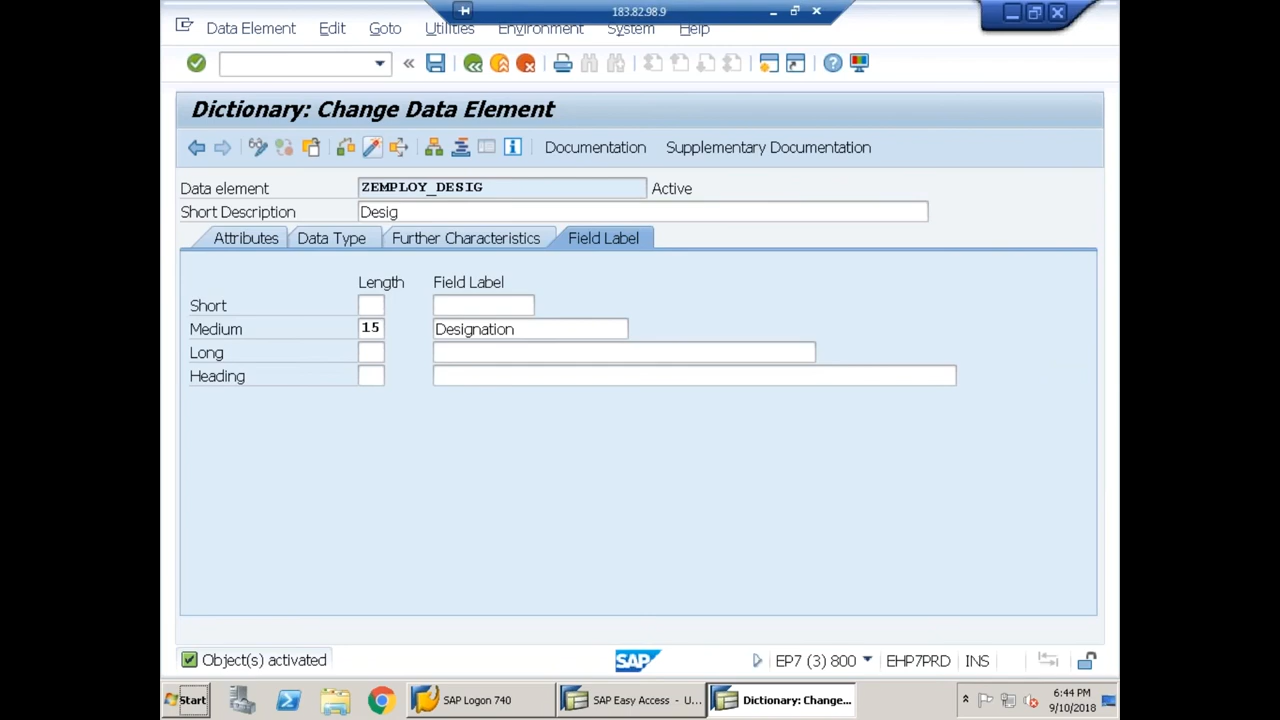 183.82.98.9
Data Element Edit Goto Utilities Environment System Help
Dictionary: Change Data Element
Documentation Supplementary Documentation
Data element ZEMPLOY_DESIG Active
Short Description Desig
Attributes Data Type Further Characteristics Field Label
Length Field Label
Short
Medium 15 Designation
Long
Heading
Object(s) activated SAP EP7 (3) 800 EHP7PRD INS
Start SAP Logon 740 SAP Easy Access - U... Dictionary: Change... 6:44 PM
9/10/2018